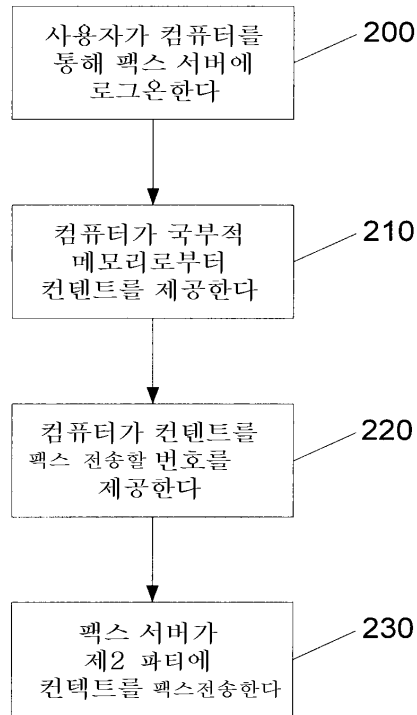 사용자가 컴퓨터를
통해 팩스 서버에
로그온한다
200
컴퓨터가 국부적
메모리로부터
컨텐트를 제공한다
210
컴퓨터가 컨텐트를
팩스 전송할 번호를
제공한다
220
팩스 서버가
제2 파티에
컨텍트를 팩스전송한다
230